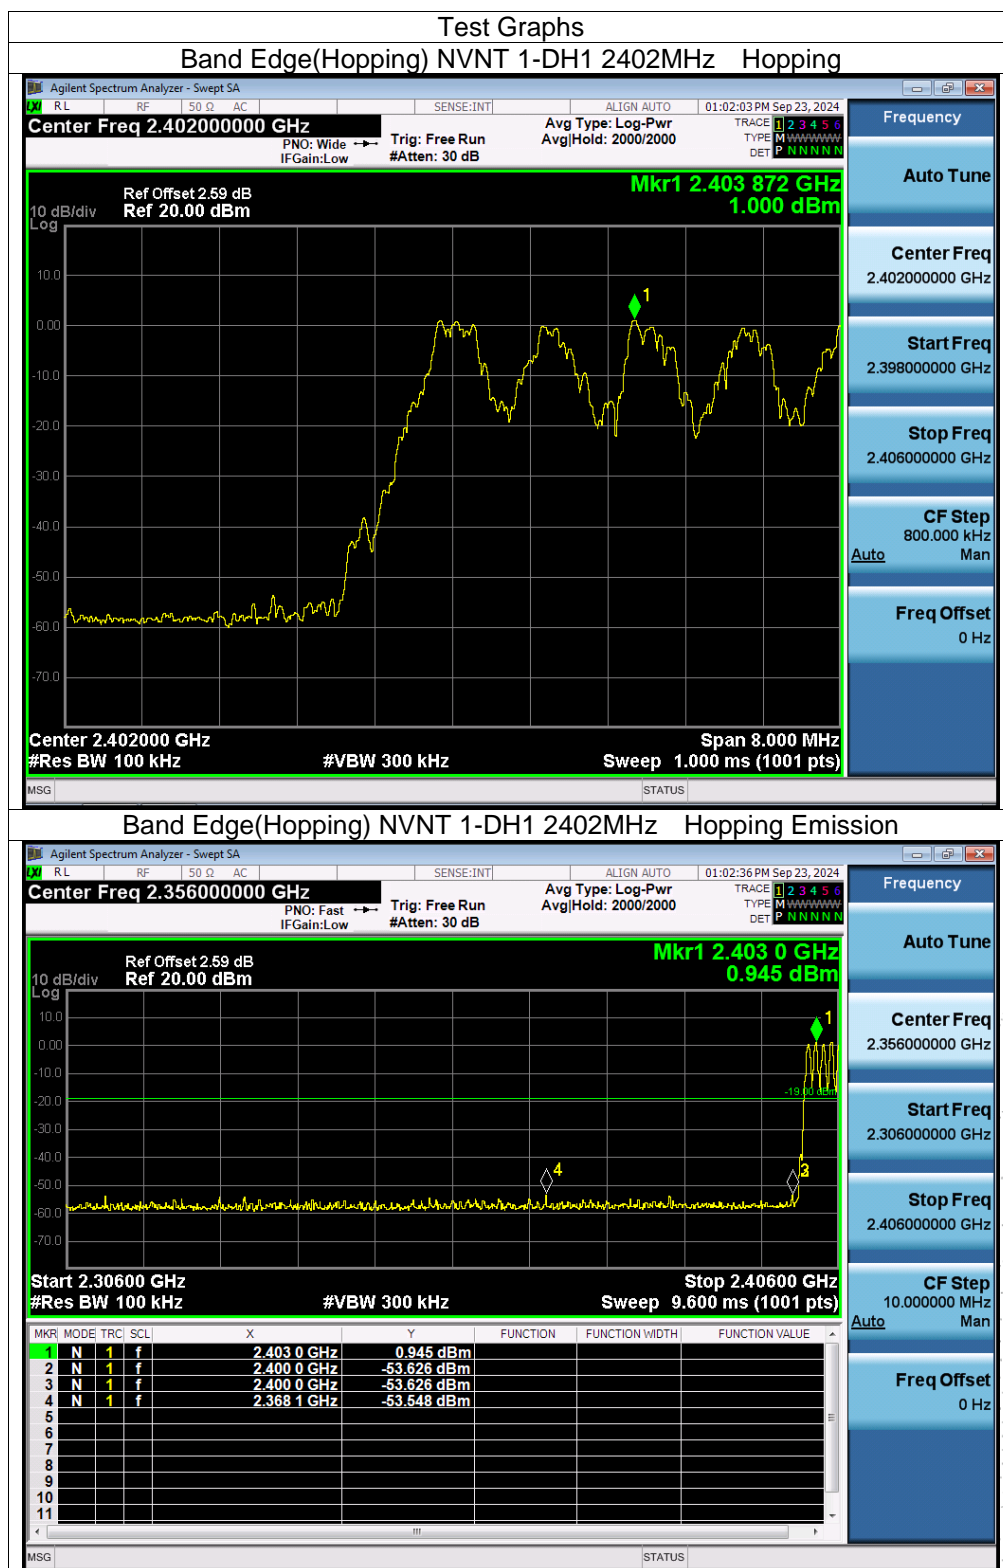 Test Graphs
Band Edge(Hopping) NVNT 1-DH1 2402MHz Hopping
Agilent Spectrum Analyzer - Swept SA
LXI RL RF 50 Ω AC SENSE:INT ALIGN AUTO 01:02:03 PM Sep 23, 2024
Center Freq 2.402000000 GHz
PNO: Wide
IFGain:Low
Trig: Free Run
#Atten: 30 dB
Avg Type: Log-Pwr
Avg|Hold: 2000/2000
TRACE 1 2 3 4 5 6
TYPE M WWWWW
DET P N N N N N
Frequency
Auto Tune
Center Freq
2.402000000 GHz
Start Freq
2.398000000 GHz
Stop Freq
2.406000000 GHz
CF Step
800.000 kHz
Auto Man
Freq Offset
0 Hz
Mkr1 2.403 872 GHz
1.000 dBm
Ref Offset 2.59 dB
10 dB/div Ref 20.00 dBm
Log
1
10.0
0.00
-10.0
-20.0
-30.0
-40.0
-50.0
-60.0
-70.0
Center 2.402000 GHz Span 8.000 MHz
#Res BW 100 kHz #VBW 300 kHz Sweep 1.000 ms (1001 pts)
MSG STATUS
Band Edge(Hopping) NVNT 1-DH1 2402MHz Hopping Emission
Agilent Spectrum Analyzer - Swept SA
LXI RL RF 50 Ω AC SENSE:INT ALIGN AUTO 01:02:36 PM Sep 23, 2024
Center Freq 2.356000000 GHz
PNO: Fast
IFGain:Low
Trig: Free Run
#Atten: 30 dB
Avg Type: Log-Pwr
Avg|Hold: 2000/2000
TRACE 1 2 3 4 5 6
TYPE M WWWWW
DET P N N N N N
Frequency
Auto Tune
Center Freq
2.356000000 GHz
Start Freq
2.306000000 GHz
Stop Freq
2.406000000 GHz
CF Step
10.000000 MHz
Auto Man
Freq Offset
0 Hz
Mkr1 2.403 0 GHz
0.945 dBm
Ref Offset 2.59 dB
10 dB/div Ref 20.00 dBm
Log
10.0
0.00
-10.0
-20.0
-30.0
-40.0
-50.0
-60.0
-70.0
1
-19.00 dBm
4
3
Start 2.30600 GHz Stop 2.40600 GHz
#Res BW 100 kHz #VBW 300 kHz Sweep 9.600 ms (1001 pts)
MKR MODE TRC SCL X Y FUNCTION FUNCTION WIDTH FUNCTION VALUE
1 N 1 f 2.403 0 GHz 0.945 dBm
2 N 1 f 2.400 0 GHz -53.626 dBm
3 N 1 f 2.400 0 GHz -53.626 dBm
4 N 1 f 2.368 1 GHz -53.548 dBm
5
6
7
8
9
10
11
MSG STATUS